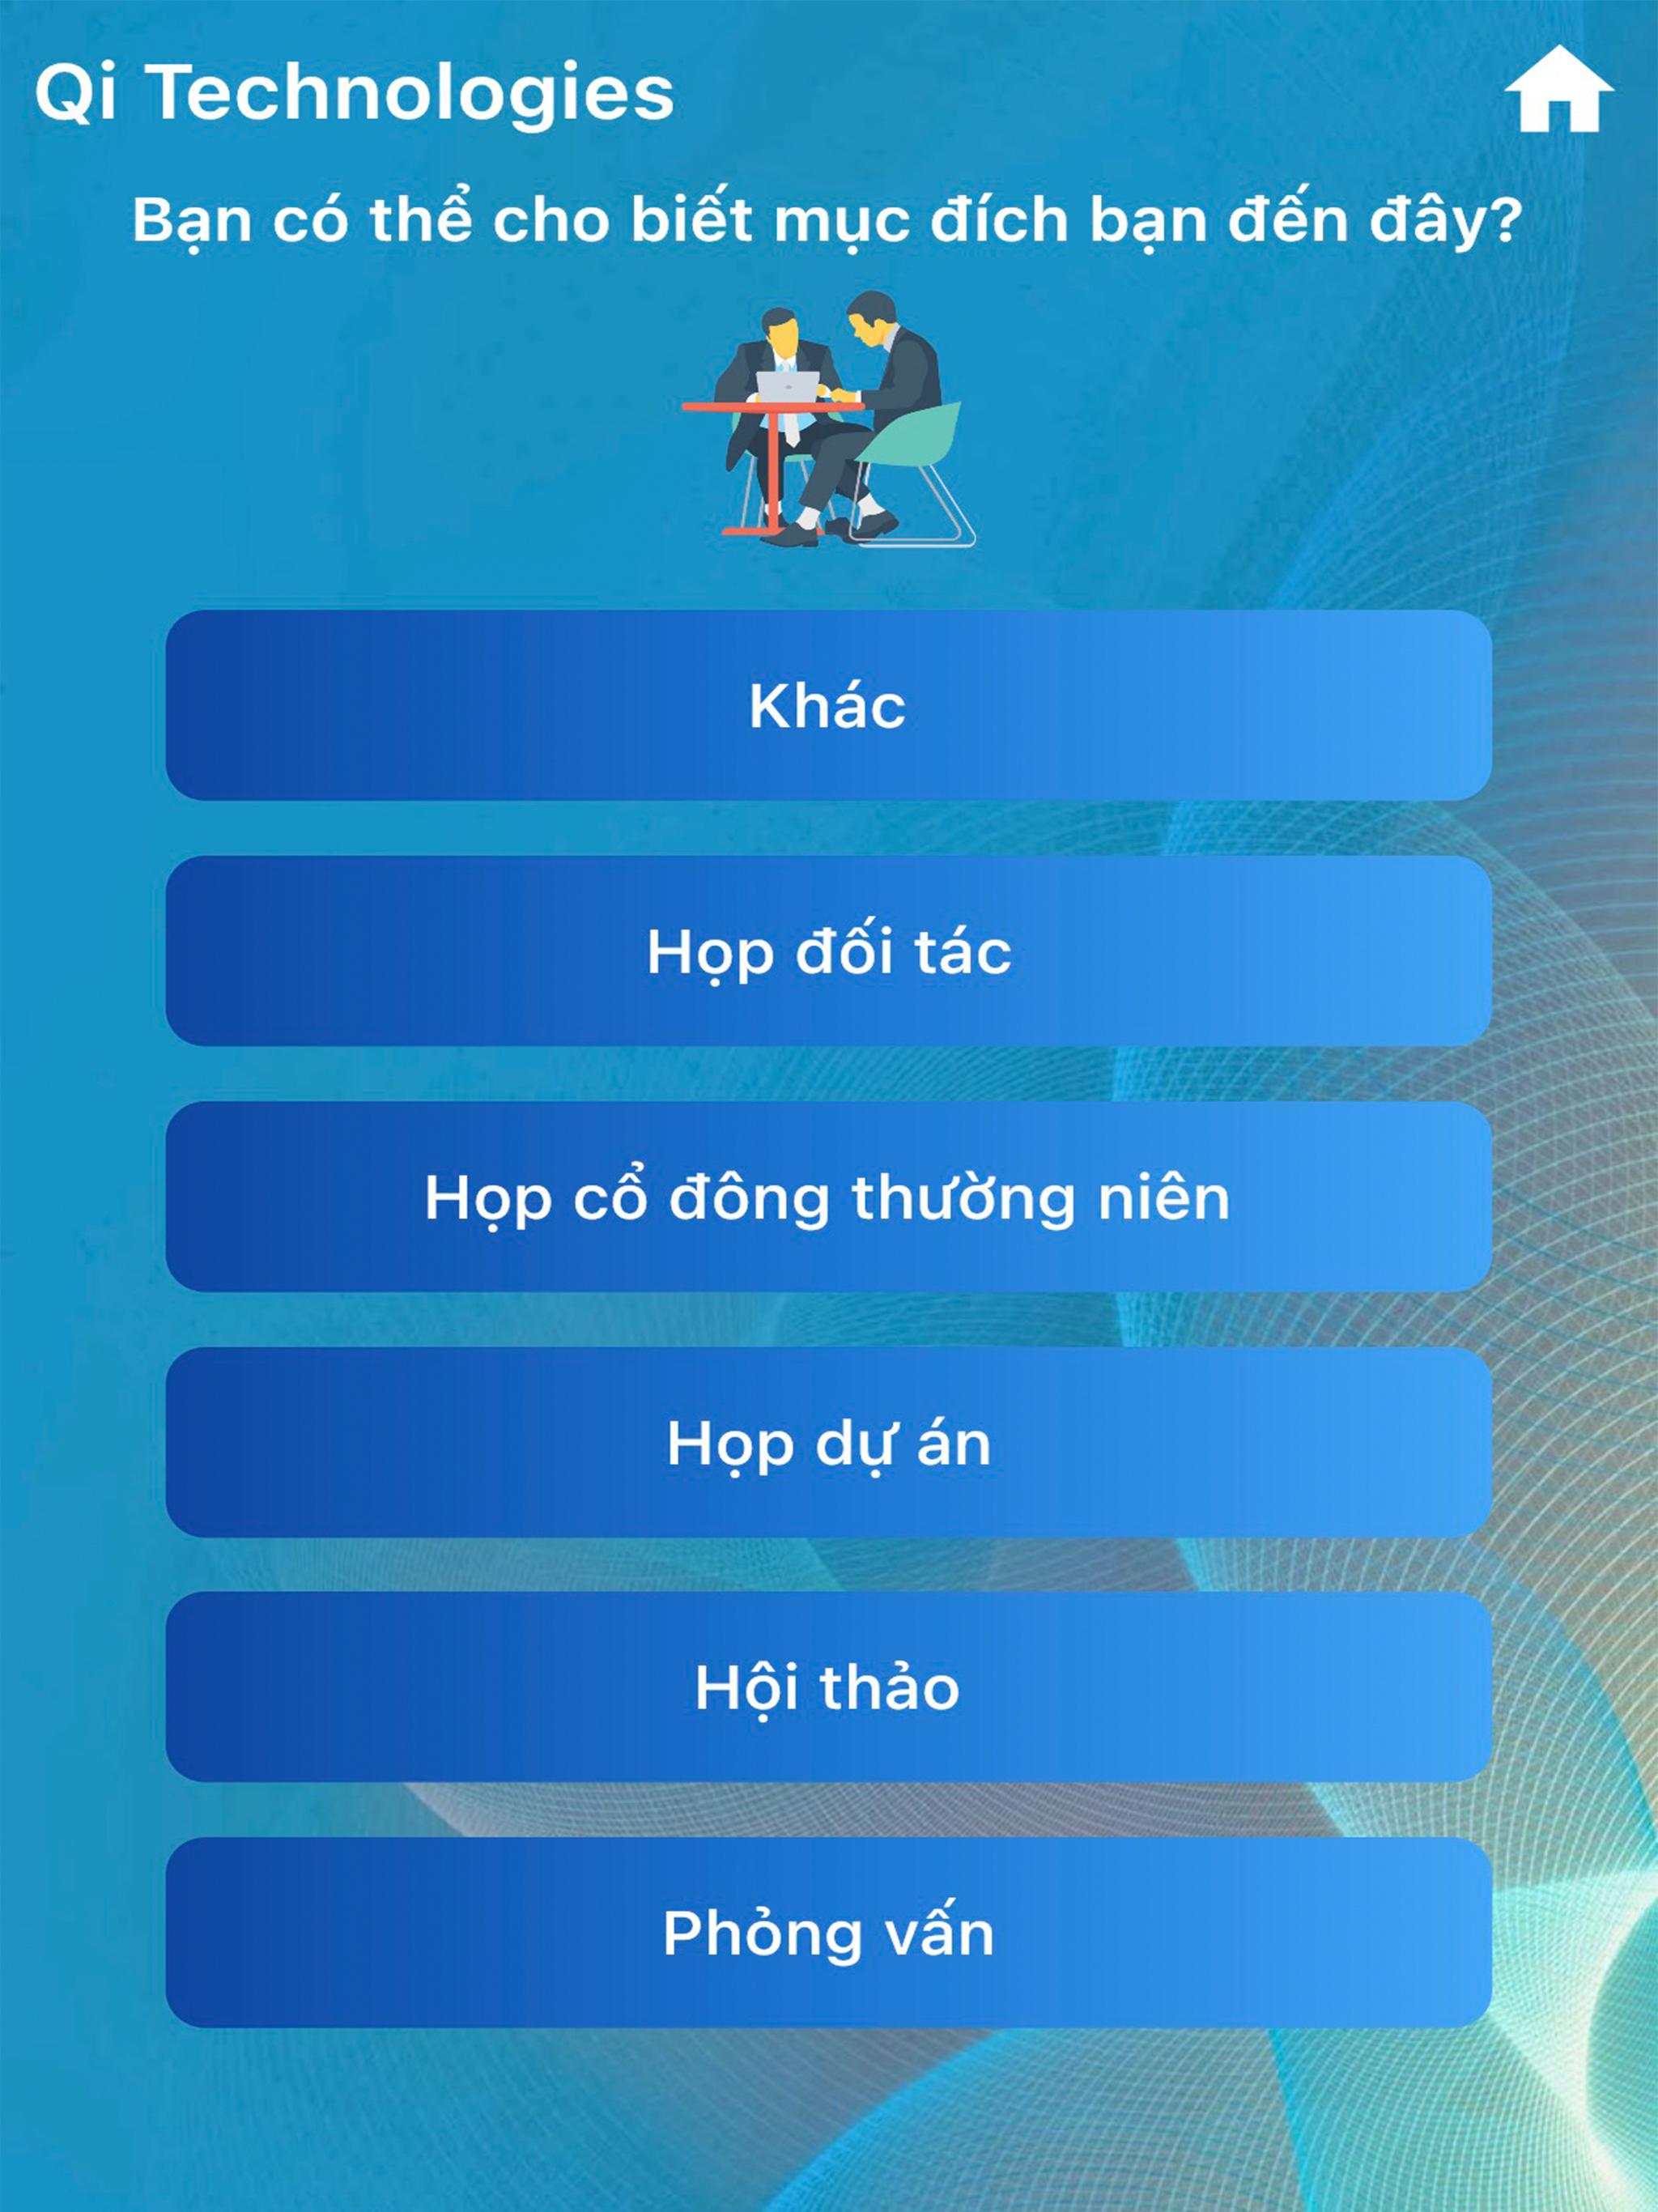 Qi Technologies
Bạn có thể cho biết mục đích bạn đến đây?
Khác
Họp đối tác
Họp cổ đông thường niên
Họp dự án
Hội thảo
Phỏng vấn